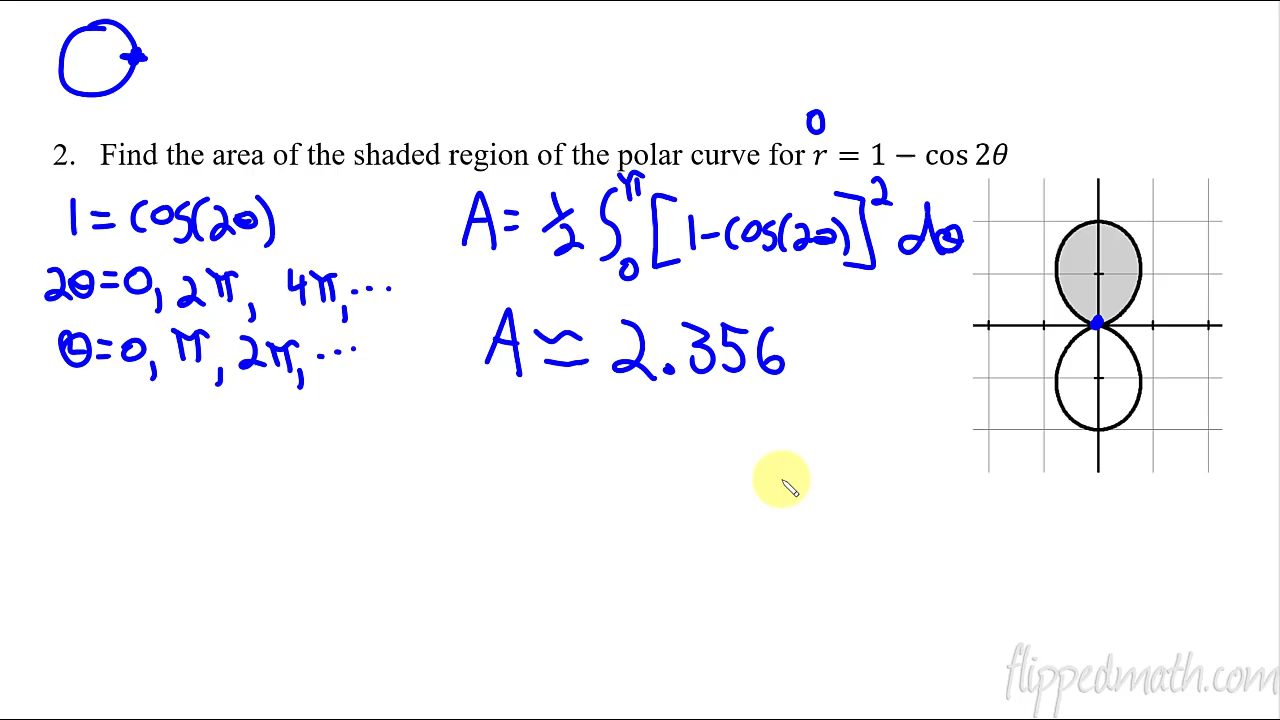 0
2. Find the area of the shaded region of the polar curve for r = 1 − cos 2θ
1 = cos(2θ)
2θ = 0, 2π, 4π, ...
θ = 0, π, 2π, ...
A = 1/2 ∫₀^π [1-cos(2θ)]² dθ
A ≃ 2.356
flippedmath.com